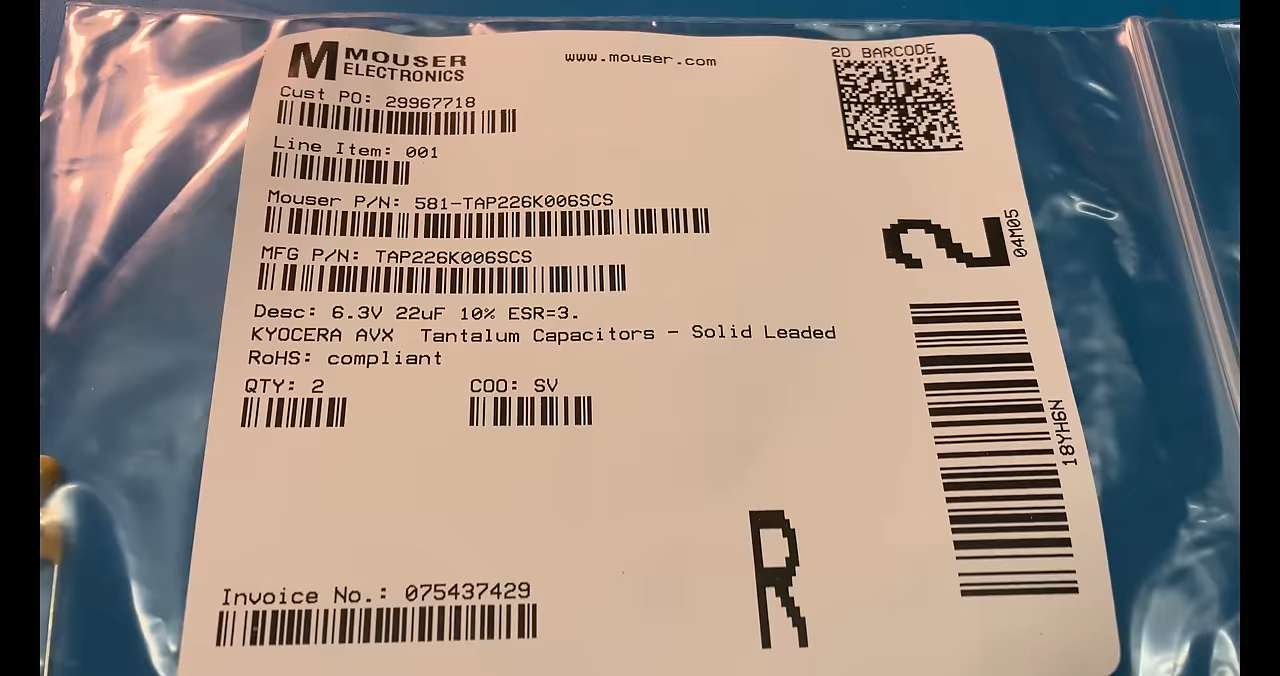 MOUSER
ELECTRONICS
www.mouser.com
2D BARCODE
Cust PO: 29967718
Line Item: 001
Mouser P/N: 581-TAP226K006SCS
MFG P/N: TAP226K006SCS
Desc: 6.3V 22uF 10% ESR=3.
KYOCERA AVX Tantalum Capacitors - Solid Leaded
RoHS: compliant
QTY: 2
COO: SV
Invoice No.: 075437429
R
2
04M05
18YH6N